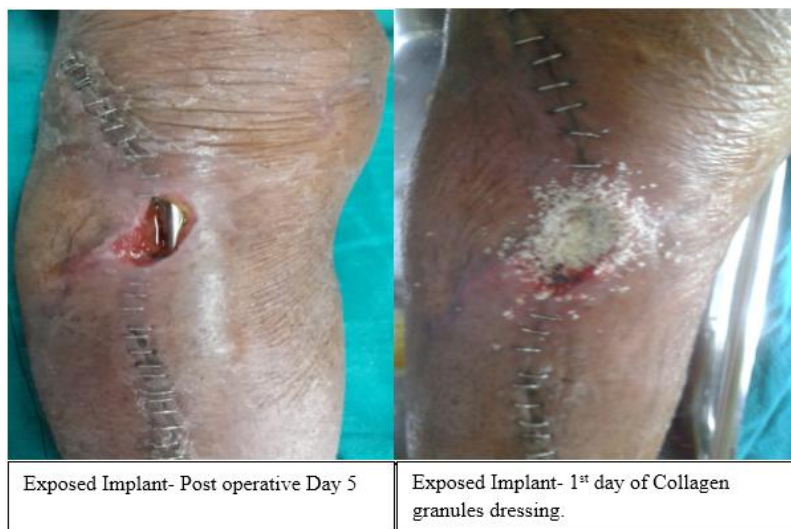 Exposed Implant- Post operative Day 5
Exposed Implant- 1st day of Collagen
granules dressing.